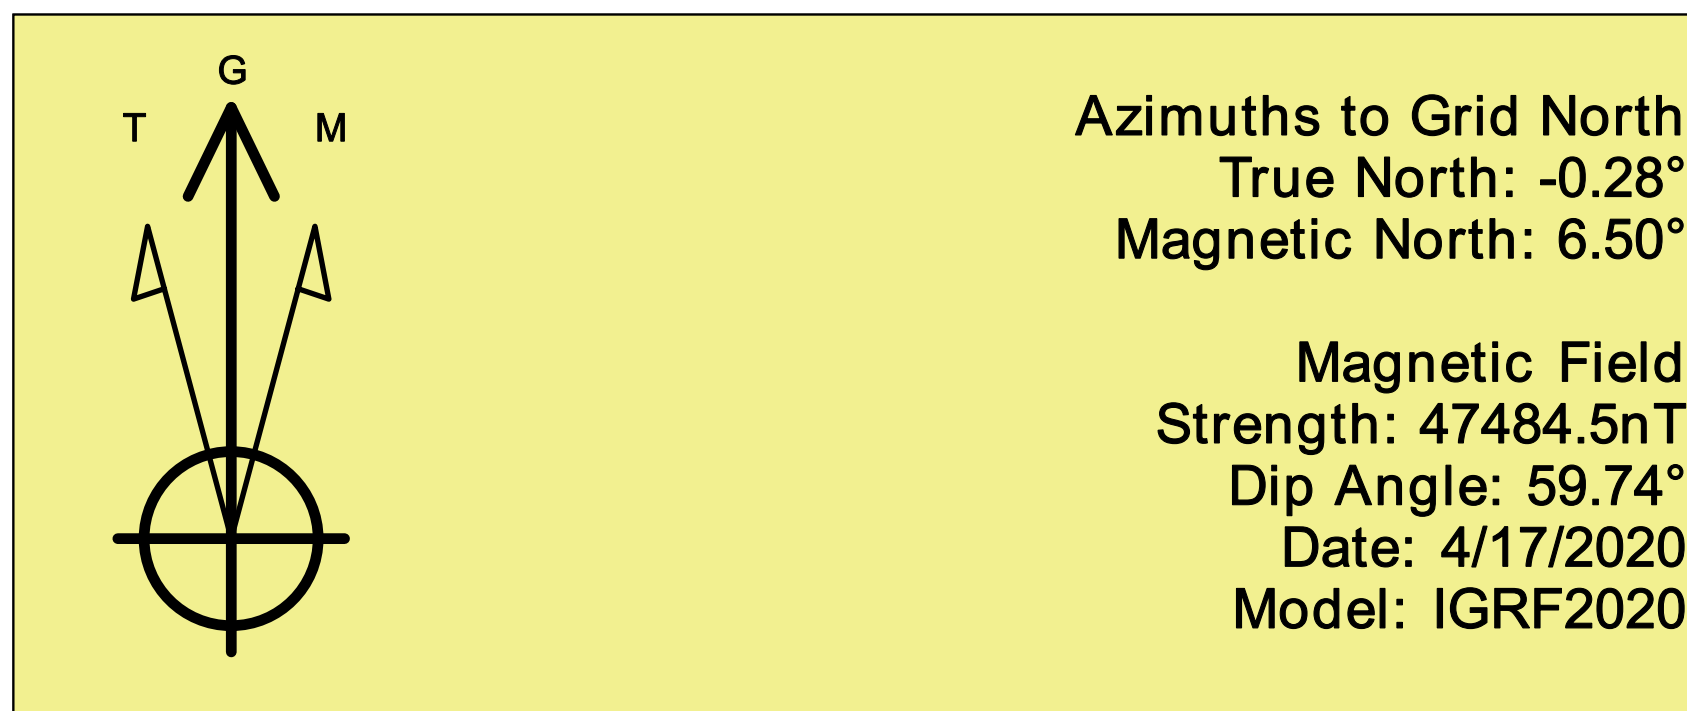 G
T M
Azimuths to Grid North
True North: -0.28°
Magnetic North: 6.50°
Magnetic Field
Strength: 47484.5nT
Dip Angle: 59.74°
Date: 4/17/2020
Model: IGRF2020